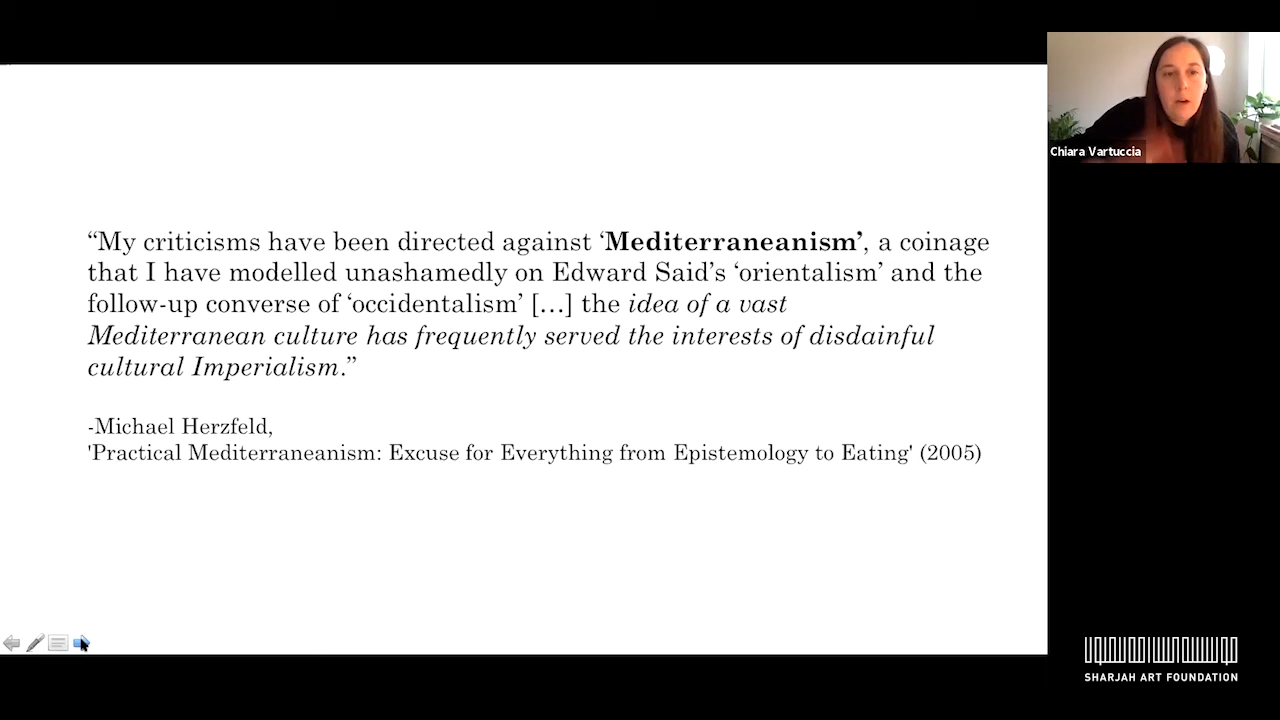 “My criticisms have been directed against ‘Mediterraneanism’, a coinage
that I have modelled unashamedly on Edward Said’s ‘orientalism’ and the
follow-up converse of ‘occidentalism’ […] the idea of a vast
Mediterranean culture has frequently served the interests of disdainful
cultural Imperialism.”
-Michael Herzfeld,
'Practical Mediterraneanism: Excuse for Everything from Epistemology to Eating' (2005)
Chiara Vartuccia
SHARJAH ART FOUNDATION